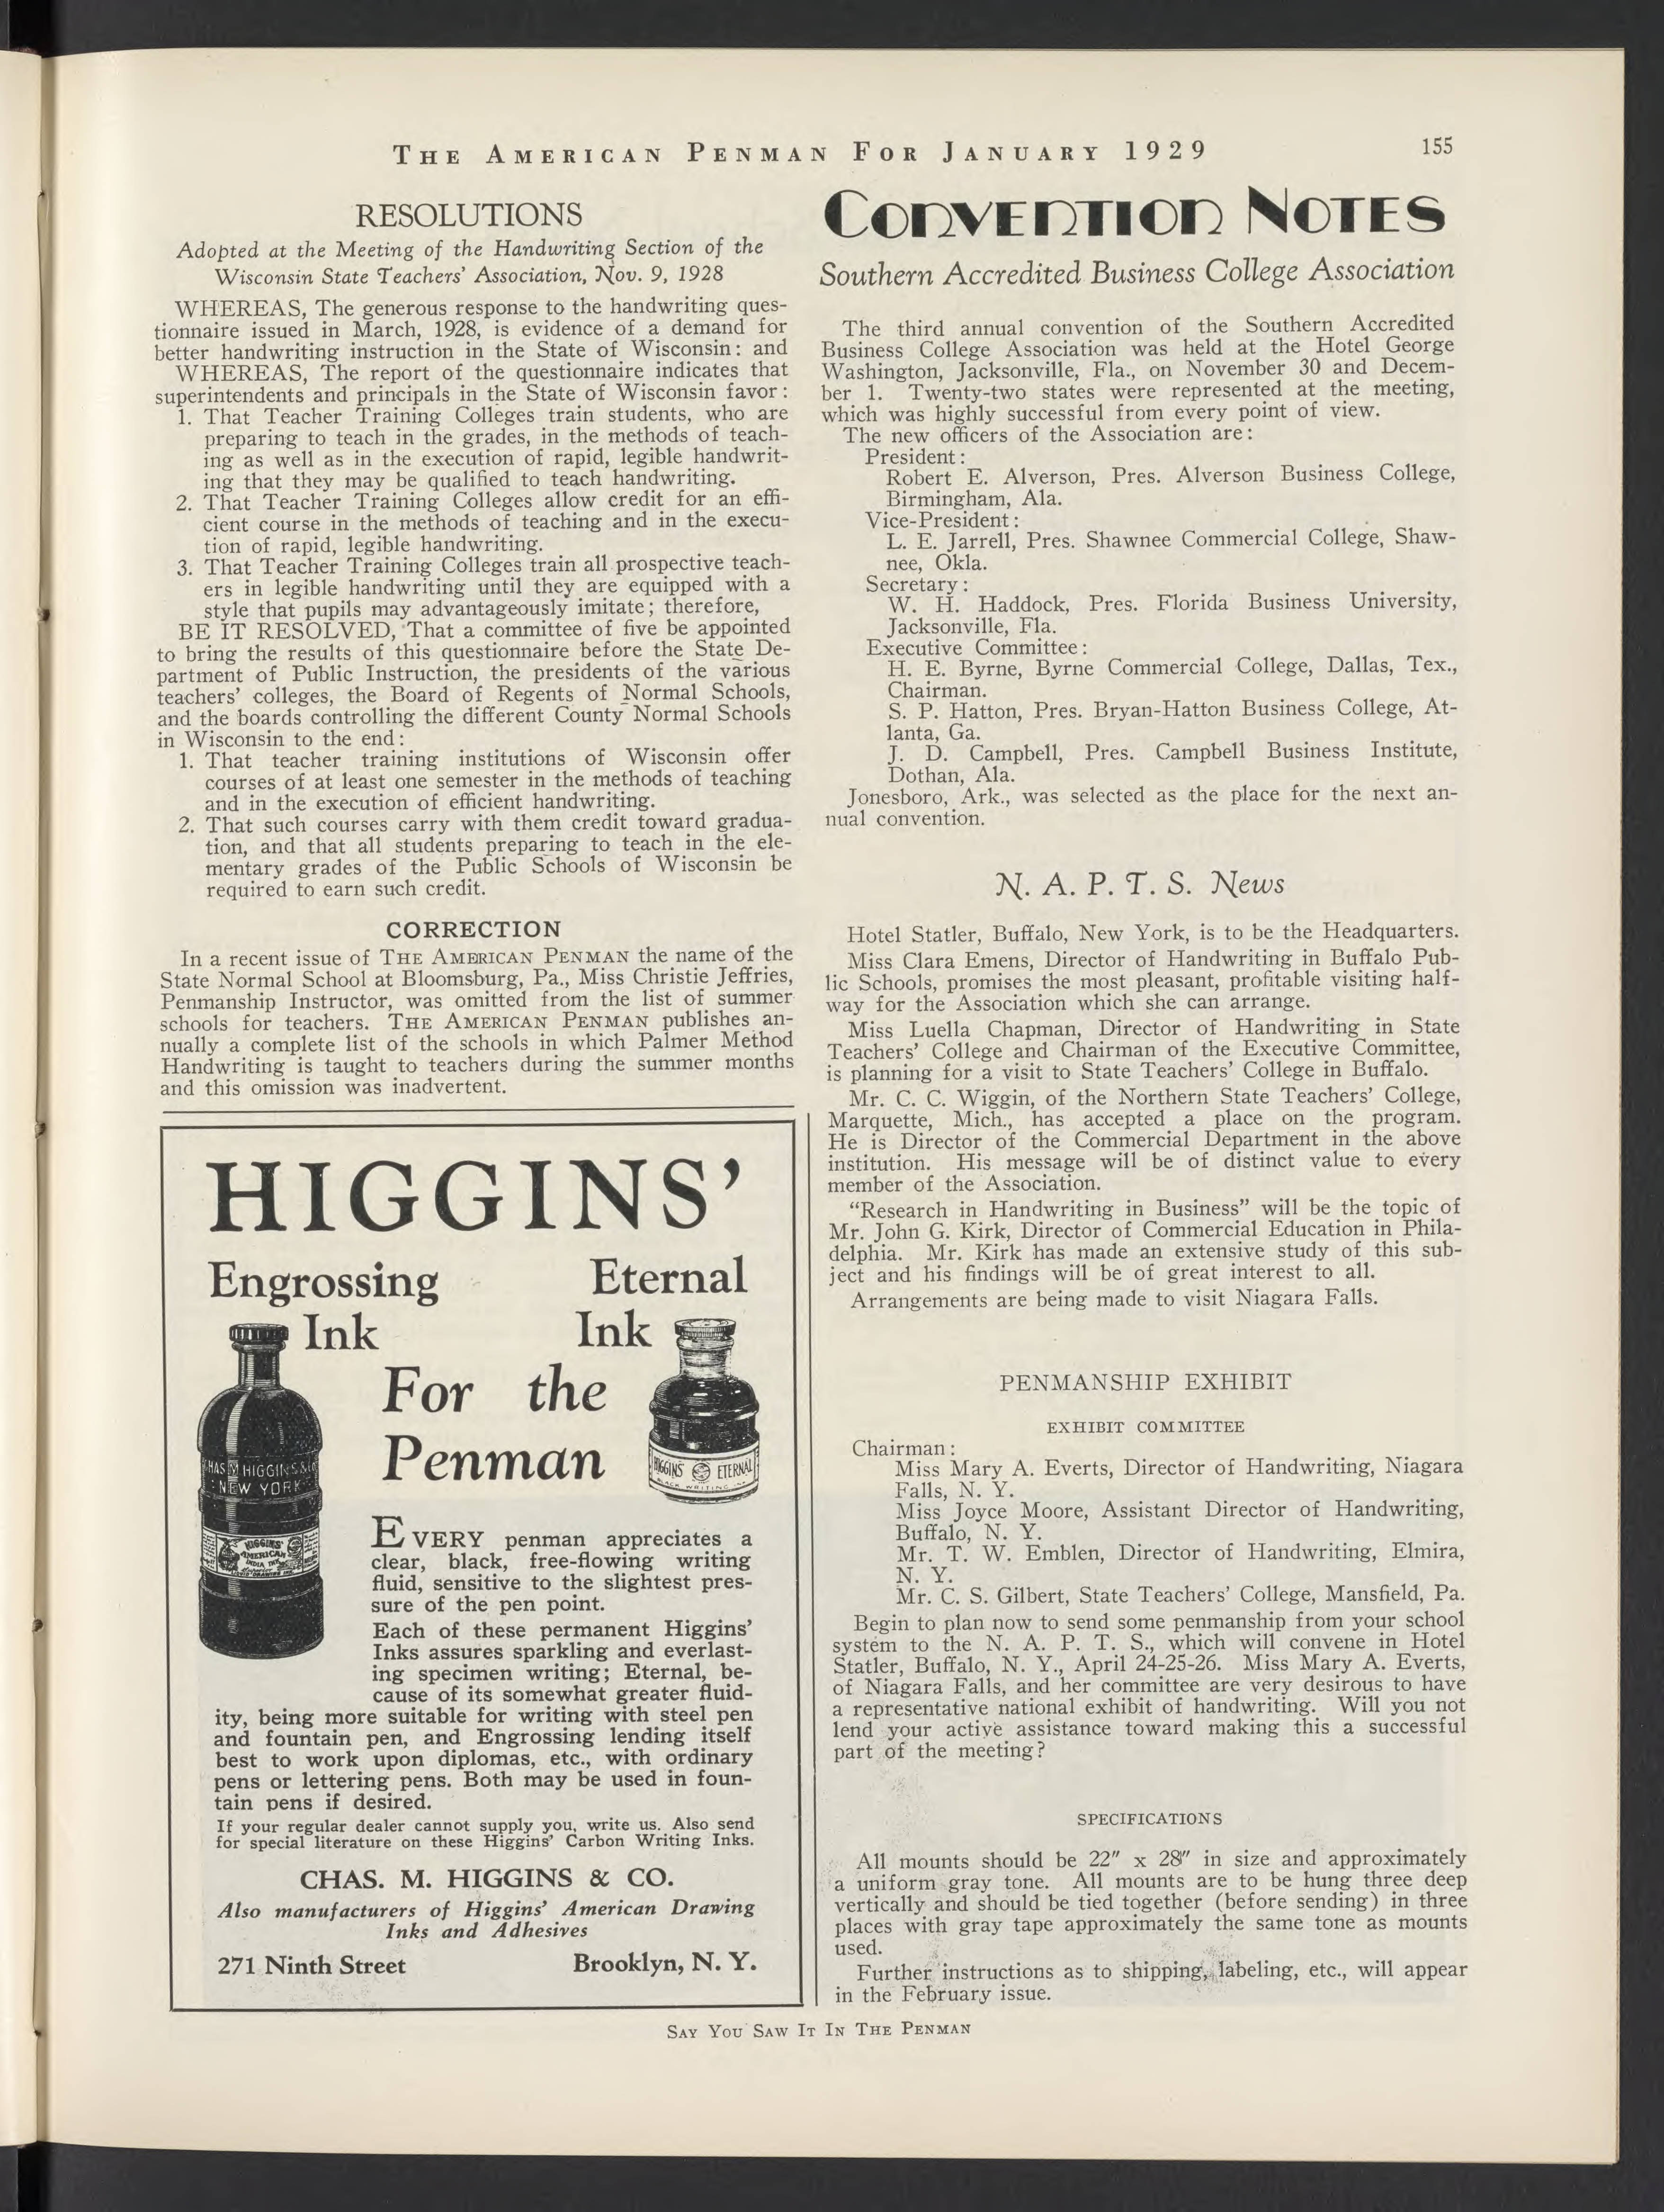 THE AMERICAN PENMAN FOR JANUARY 1929
155
RESOLUTIONS
Adopted at the Meeting of the Handwriting Section of the
Wisconsin State Teachers' Association, Nov. 9, 1928
WHEREAS, The generous response to the handwriting ques-
tionnaire issued in March, 1928, is evidence of a demand for
better handwriting instruction in the State of Wisconsin: and
WHEREAS, The report of the questionnaire indicates that
superintendents and principals in the State of Wisconsin favor:
1. That Teacher Training Colleges train students, who are
preparing to teach in the grades, in the methods of teach-
ing as well as in the execution of rapid, legible handwrit-
ing that they may be qualified to teach handwriting.
2. That Teacher Training Colleges allow credit for an effi-
cient course in the methods of teaching and in the execu-
tion of rapid, legible handwriting.
3. That Teacher Training Colleges train all prospective teach-
ers in legible handwriting until they are equipped with a
style that pupils may advantageously imitate; therefore,
BE IT RESOLVED, That a committee of five be appointed
to bring the results of this questionnaire before the State De-
partment of Public Instruction, the presidents of the various
teachers' colleges, the Board of Regents of Normal Schools,
and the boards controlling the different County Normal Schools
in Wisconsin to the end:
1. That teacher training institutions of Wisconsin offer
courses of at least one semester in the methods of teaching
and in the execution of efficient handwriting.
2. That such courses carry with them credit toward gradua-
tion, and that all students preparing to teach in the ele-
mentary grades of the Public Schools of Wisconsin be
required to earn such credit.
CORRECTION
In a recent issue of THE AMERICAN PENMAN the name of the
State Normal School at Bloomsburg, Pa., Miss Christie Jeffries,
Penmanship Instructor, was omitted from the list of summer
schools for teachers. THE AMERICAN PENMAN publishes an-
nually a complete list of the schools in which Palmer Method
Handwriting is taught to teachers during the summer months
and this omission was inadvertent.
HIGGINS'
Engrossing Eternal
Ink Ink
For the
Penman
CHAS. M. HIGGINS & CO.
NEW YORK
HIGGINS'
AMERICAN
INDIA INK
HIGGINS' ETERNAL
BLACK WRITING INK
EVERY penman appreciates a
clear, black, free-flowing writing
fluid, sensitive to the slightest pres-
sure of the pen point.
Each of these permanent Higgins'
Inks assures sparkling and everlast-
ing specimen writing; Eternal, be-
cause of its somewhat greater fluid-
ity, being more suitable for writing with steel pen
and fountain pen, and Engrossing lending itself
best to work upon diplomas, etc., with ordinary
pens or lettering pens. Both may be used in foun-
tain pens if desired.
If your regular dealer cannot supply you, write us. Also send
for special literature on these Higgins' Carbon Writing Inks.
CHAS. M. HIGGINS & CO.
Also manufacturers of Higgins' American Drawing
Inks and Adhesives
271 Ninth Street Brooklyn, N. Y.
CONVENTION NOTES
Southern Accredited Business College Association
The third annual convention of the Southern Accredited
Business College Association was held at the Hotel George
Washington, Jacksonville, Fla., on November 30 and Decem-
ber 1. Twenty-two states were represented at the meeting,
which was highly successful from every point of view.
The new officers of the Association are:
President:
Robert E. Alverson, Pres. Alverson Business College,
Birmingham, Ala.
Vice-President:
L. E. Jarrell, Pres. Shawnee Commercial College, Shaw-
nee, Okla.
Secretary:
W. H. Haddock, Pres. Florida Business University,
Jacksonville, Fla.
Executive Committee:
H. E. Byrne, Byrne Commercial College, Dallas, Tex.,
Chairman.
S. P. Hatton, Pres. Bryan-Hatton Business College, At-
lanta, Ga.
J. D. Campbell, Pres. Campbell Business Institute,
Dothan, Ala.
Jonesboro, Ark., was selected as the place for the next an-
nual convention.
N. A. P. T. S. News
Hotel Statler, Buffalo, New York, is to be the Headquarters.
Miss Clara Emens, Director of Handwriting in Buffalo Pub-
lic Schools, promises the most pleasant, profitable visiting half-
way for the Association which she can arrange.
Miss Luella Chapman, Director of Handwriting in State
Teachers' College and Chairman of the Executive Committee,
is planning for a visit to State Teachers' College in Buffalo.
Mr. C. C. Wiggin, of the Northern State Teachers' College,
Marquette, Mich., has accepted a place on the program.
He is Director of the Commercial Department in the above
institution. His message will be of distinct value to every
member of the Association.
"Research in Handwriting in Business" will be the topic of
Mr. John G. Kirk, Director of Commercial Education in Phila-
delphia. Mr. Kirk has made an extensive study of this sub-
ject and his findings will be of great interest to all.
Arrangements are being made to visit Niagara Falls.
PENMANSHIP EXHIBIT
EXHIBIT COMMITTEE
Chairman:
Miss Mary A. Everts, Director of Handwriting, Niagara
Falls, N. Y.
Miss Joyce Moore, Assistant Director of Handwriting,
Buffalo, N. Y.
Mr. T. W. Emblen, Director of Handwriting, Elmira,
N. Y.
Mr. C. S. Gilbert, State Teachers' College, Mansfield, Pa.
Begin to plan now to send some penmanship from your school
system to the N. A. P. T. S., which will convene in Hotel
Statler, Buffalo, N. Y., April 24-25-26. Miss Mary A. Everts,
of Niagara Falls, and her committee are very desirous to have
a representative national exhibit of handwriting. Will you not
lend your active assistance toward making this a successful
part of the meeting?
SPECIFICATIONS
All mounts should be 22" x 28" in size and approximately
a uniform gray tone. All mounts are to be hung three deep
vertically and should be tied together (before sending) in three
places with gray tape approximately the same tone as mounts
used.
Further instructions as to shipping, labeling, etc., will appear
in the February issue.
SAY YOU SAW IT IN THE PENMAN